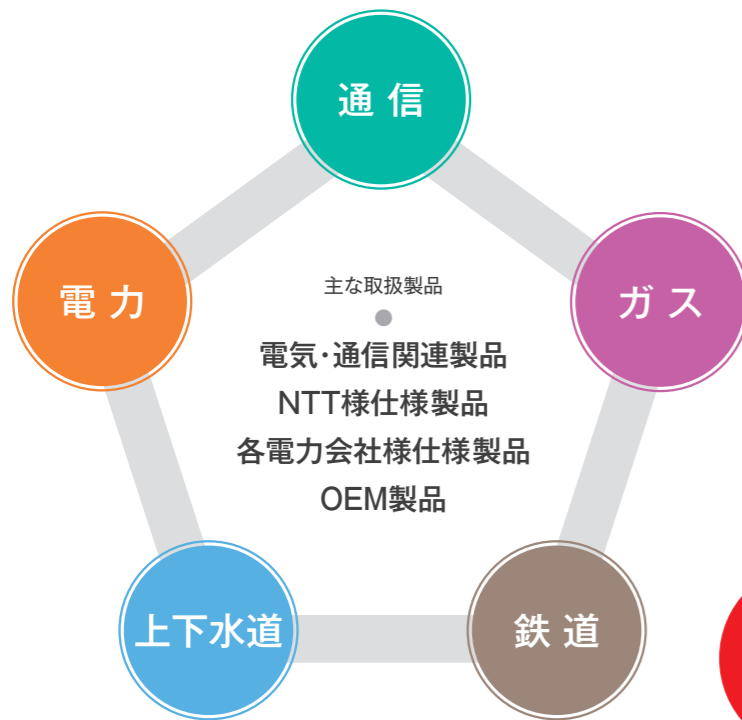 通信
電力
ガス
主な取扱製品
電気・通信関連製品
NTT様仕様製品
各電力会社様仕様製品
OEM製品
上下水道
鉄道